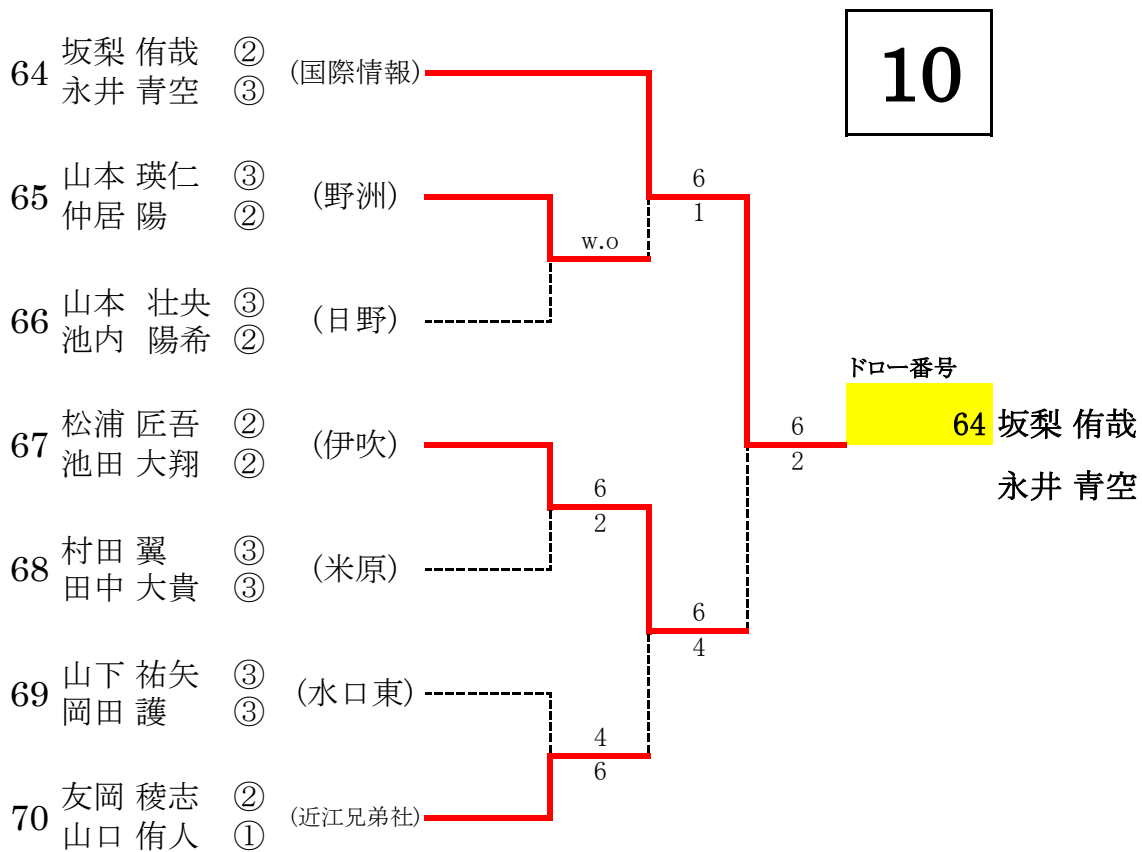 10
64 坂梨 侑哉 ② (国際情報)
永井 青空 ③
6
65 山本 瑛仁 ③ (野洲)
仲居 陽 ②
1
w.o
66 山本 壮央 ③ (日野)
池内 陽希 ②
ドロー番号
67 松浦 匠吾 ② (伊吹)
池田 大翔 ②
6
2
64 坂梨 侑哉
永井 青空
6
2
68 村田 翼 ③ (米原)
田中 大貴 ③
6
4
69 山下 祐矢 ③ (水口東)
岡田 護 ③
4
6
70 友岡 稜志 ② (近江兄弟社)
山口 侑人 ①